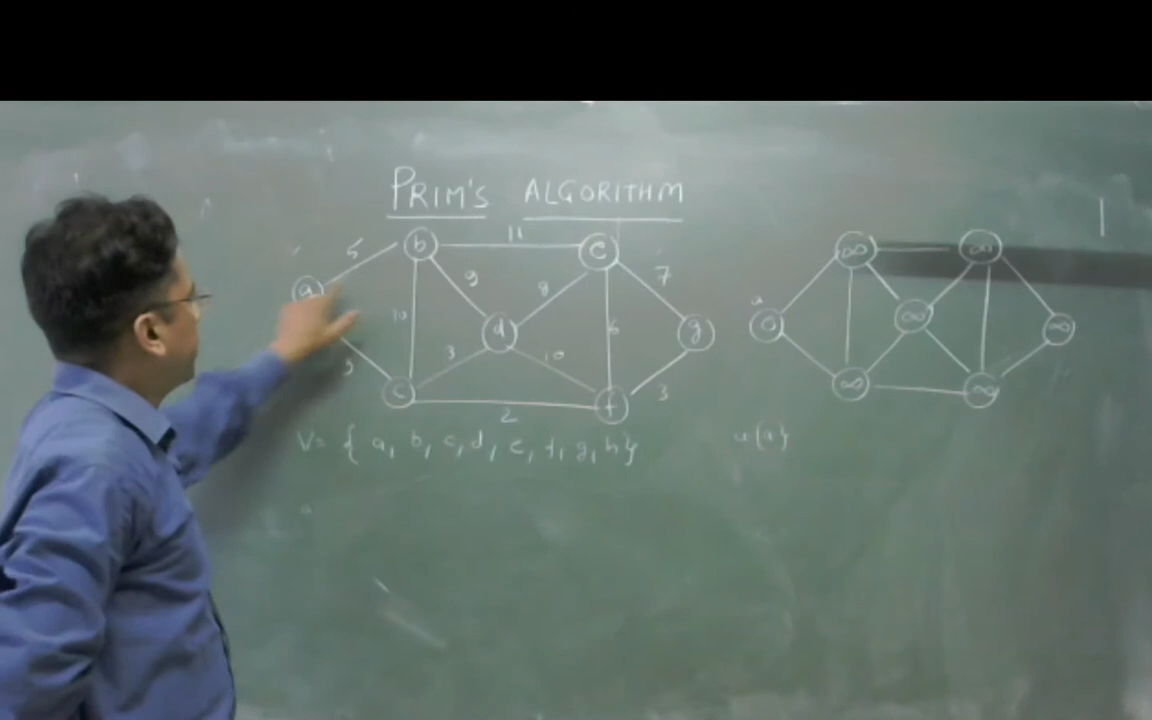 PRIM'S ALGORITHM
11
5 b c ∞ ∞
9 8 7
a a
10 d 6 g 0 ∞ ∞
3 3 10
c f 3 ∞ ∞
2
V= { a, b, c, d, e, f, g, h} u{a}